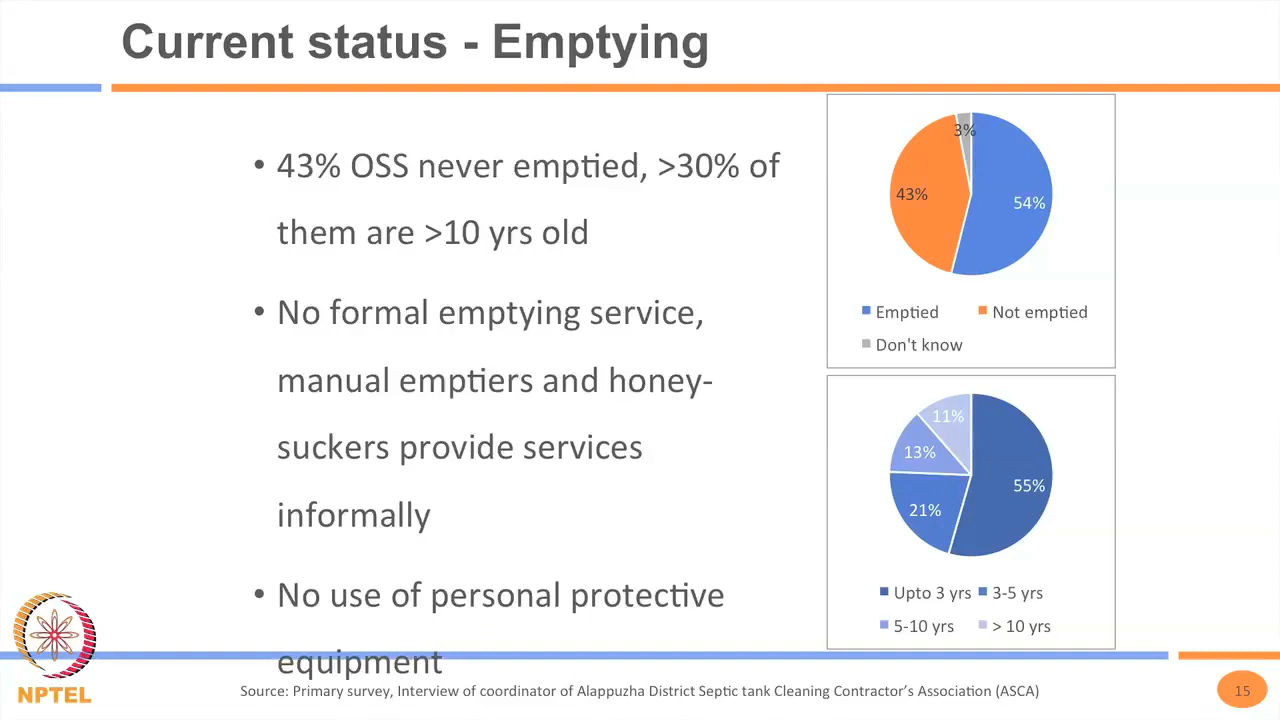 Current status - Emptying
• 43% OSS never emptied, >30% of
them are >10 yrs old
• No formal emptying service,
manual emptiers and honey-
suckers provide services
informally
• No use of personal protective
equipment
3%
43%
54%
Emptied Not emptied
Don't know
11%
13%
55%
21%
Upto 3 yrs 3-5 yrs
5-10 yrs > 10 yrs
NPTEL
Source: Primary survey, Interview of coordinator of Alappuzha District Septic tank Cleaning Contractor’s Association (ASCA)
15